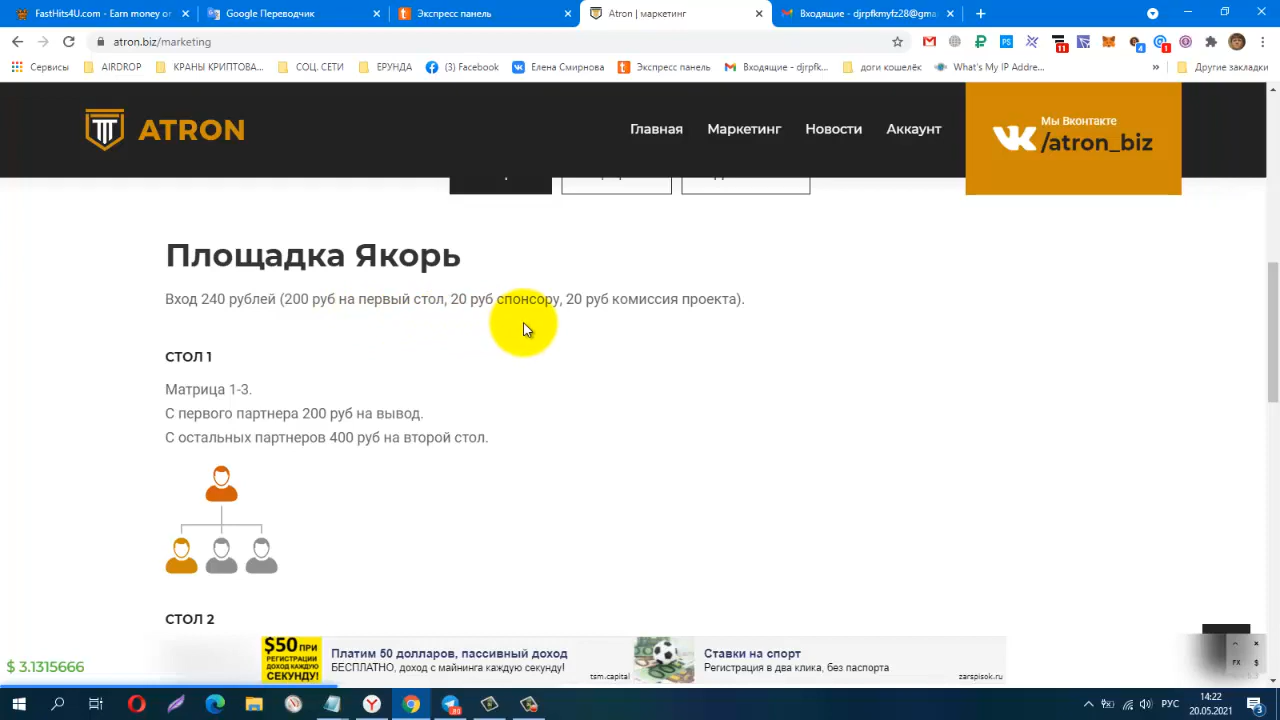 FastHits4U.com - Earn money or
Google Переводчик
Экспресс панель
Atron | маркетинг
Входящие - djrpfkmyfz28@gma
atron.biz/marketing
11
4
1
Сервисы
AIRDROP
КРАНЫ КРИПТОВА...
СОЦ. СЕТИ
ЕРУНДА
(3) Facebook
Елена Смирнова
Экспресс панель
Входящие - djrpfk...
доги кошелёк
What's My IP Addre...
»
Другие закладки
ATRON
Главная
Маркетинг
Новости
Аккаунт
Мы Вконтакте
/atron_biz
Площадка Якорь
Вход 240 рублей (200 руб на первый стол, 20 руб спонсору, 20 руб комиссия проекта).
СТОЛ 1
Матрица 1-3.
С первого партнера 200 руб на вывод.
С остальных партнеров 400 руб на второй стол.
СТОЛ 2
$50 ПРИ
РЕГИСТРАЦИИ
ДОХОД КАЖДУЮ
СЕКУНДУ!
Платим 50 долларов, пассивный доход
БЕСПЛАТНО, доход с майнинга каждую секунду!
tsm.capital
Ставки на спорт
Регистрация в два клика, без паспорта
zarspisok.ru
$ 3.1315666
РУС
14:22
20.05.2021
3